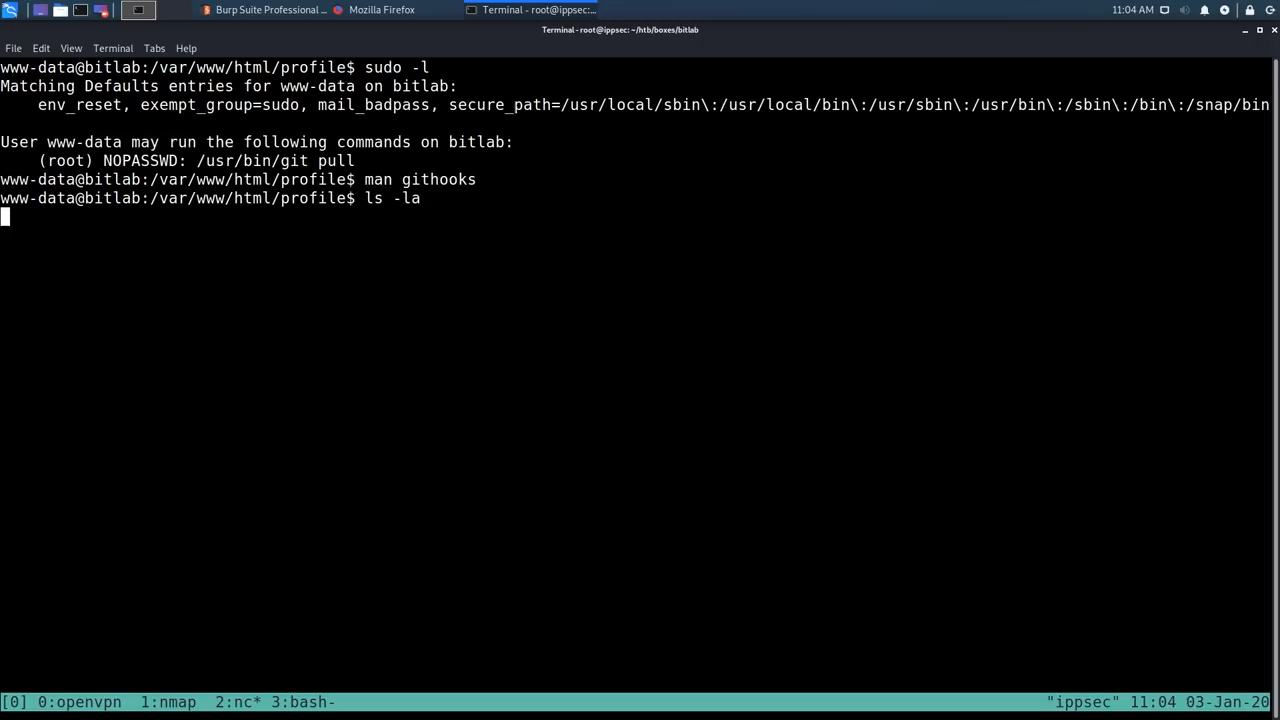 Burp Suite Professional ...
Mozilla Firefox
Terminal - root@ippsec:...
11:04 AM
Terminal - root@ippsec: ~/htb/boxes/bitlab
File Edit View Terminal Tabs Help
www-data@bitlab:/var/www/html/profile$ sudo -l
Matching Defaults entries for www-data on bitlab:
    env_reset, exempt_group=sudo, mail_badpass, secure_path=/usr/local/sbin\:/usr/local/bin\:/usr/sbin\:/usr/bin\:/sbin\:/bin\:/snap/bin

User www-data may run the following commands on bitlab:
    (root) NOPASSWD: /usr/bin/git pull
www-data@bitlab:/var/www/html/profile$ man githooks
www-data@bitlab:/var/www/html/profile$ ls -la
[0] 0:openvpn  1:nmap  2:nc* 3:bash-
"ippsec" 11:04 03-Jan-20